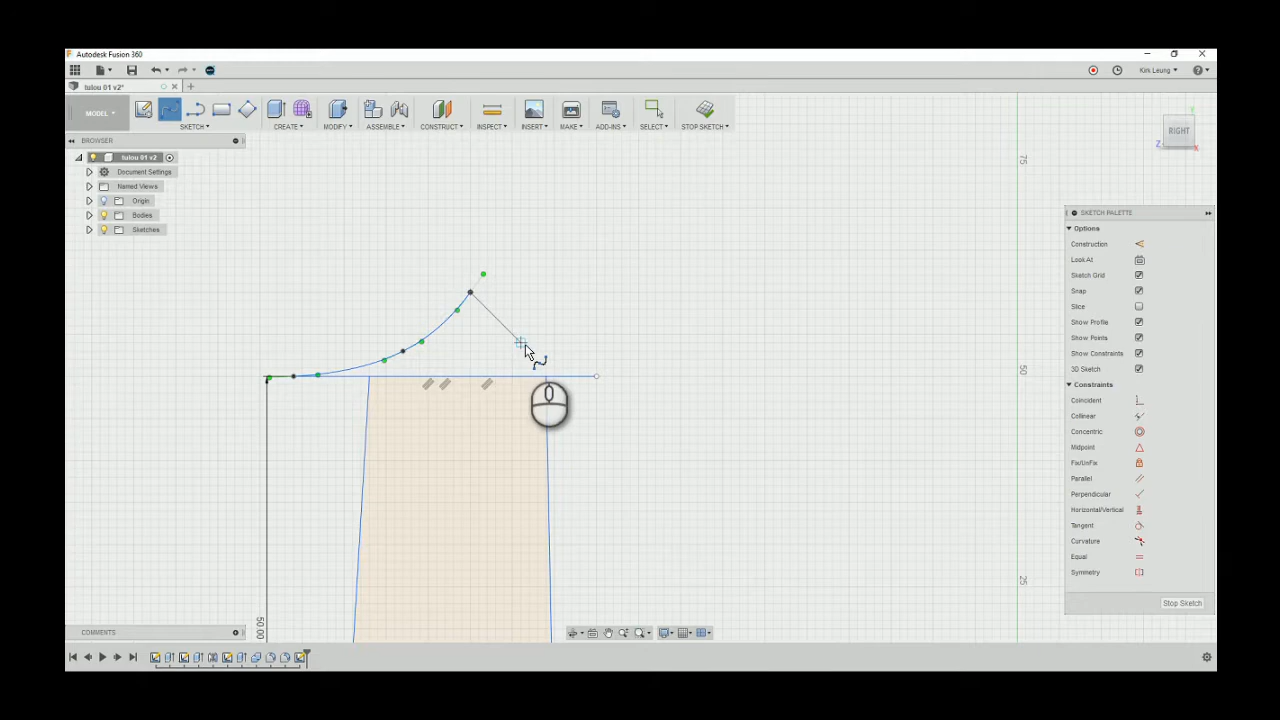 Autodesk Fusion 360
tulou 01 v2*
Kirk Leung
MODEL
SKETCH
CREATE
MODIFY
ASSEMBLE
CONSTRUCT
INSPECT
INSERT
MAKE
ADD-INS
SELECT
STOP SKETCH
BROWSER
tulou 01 v2
Document Settings
Named Views
Origin
Bodies
Sketches
RIGHT
Y
Z
X
75
50
25
50.00
SKETCH PALETTE
Options
Construction
Look At
Sketch Grid
Snap
Slice
Show Profile
Show Points
Show Constraints
3D Sketch
Constraints
Coincident
Collinear
Concentric
Midpoint
Fix/UnFix
Parallel
Perpendicular
Horizontal/Vertical
Tangent
Curvature
Equal
Symmetry
Stop Sketch
COMMENTS